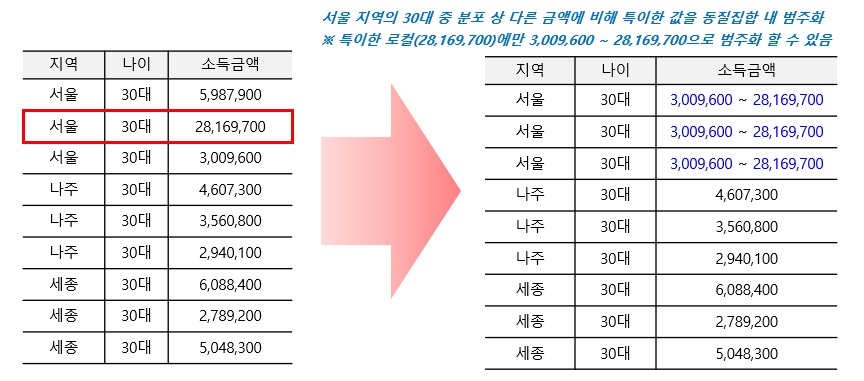 서울 지역의 30대 중 분포 상 다른 금액에 비해 특이한 값을 동질집합 내 범주화
※ 특이한 로컬(28,169,700)에만 3,009,600 ~ 28,169,700으로 범주화 할 수 있음
지역 나이 소득금액
서울 30대 5,987,900
서울 30대 28,169,700
서울 30대 3,009,600
나주 30대 4,607,300
나주 30대 3,560,800
나주 30대 2,940,100
세종 30대 6,088,400
세종 30대 2,789,200
세종 30대 5,048,300
지역 나이 소득금액
서울 30대 3,009,600 ~ 28,169,700
서울 30대 3,009,600 ~ 28,169,700
서울 30대 3,009,600 ~ 28,169,700
나주 30대 4,607,300
나주 30대 3,560,800
나주 30대 2,940,100
세종 30대 6,088,400
세종 30대 2,789,200
세종 30대 5,048,300